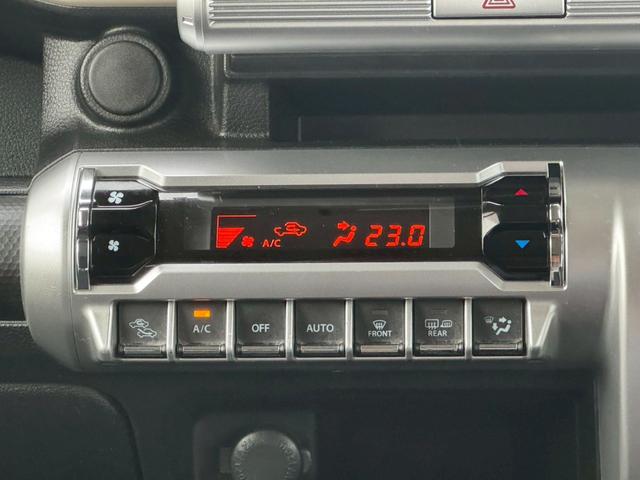 A/C 23.0
A/C OFF AUTO FRONT REAR